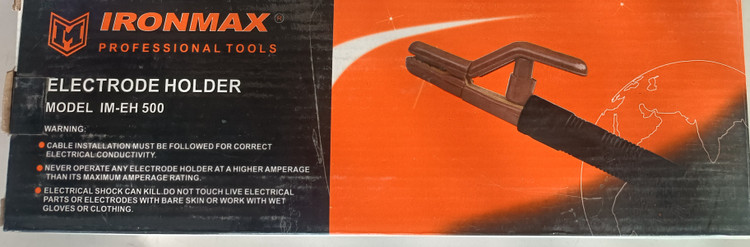 IRONMAX®
PROFESSIONAL TOOLS
ELECTRODE HOLDER
MODEL IM-EH 500
WARNING:
CABLE INSTALLATION MUST BE FOLLOWED FOR CORRECT
ELECTRICAL CONDUCTIVITY.
NEVER OPERATE ANY ELECTRODE HOLDER AT A HIGHER AMPERAGE
THAN ITS MAXIMUM AMPERAGE RATING.
ELECTRICAL SHOCK CAN KILL.DO NOT TOUCH LIVE ELECTRICAL
PARTS OR ELECTRODES WITH BARE SKIN OR WORK WITH WET
GLOVES OR CLOTHING.